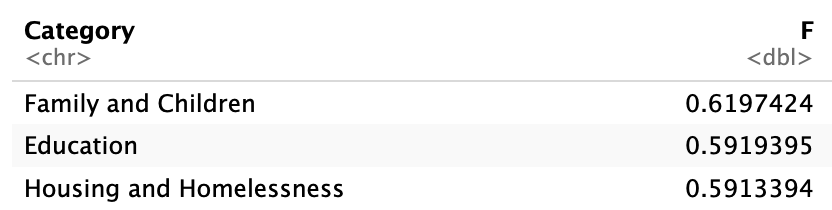 Category F
<chr> <dbl>
Family and Children 0.6197424
Education 0.5919395
Housing and Homelessness 0.5913394